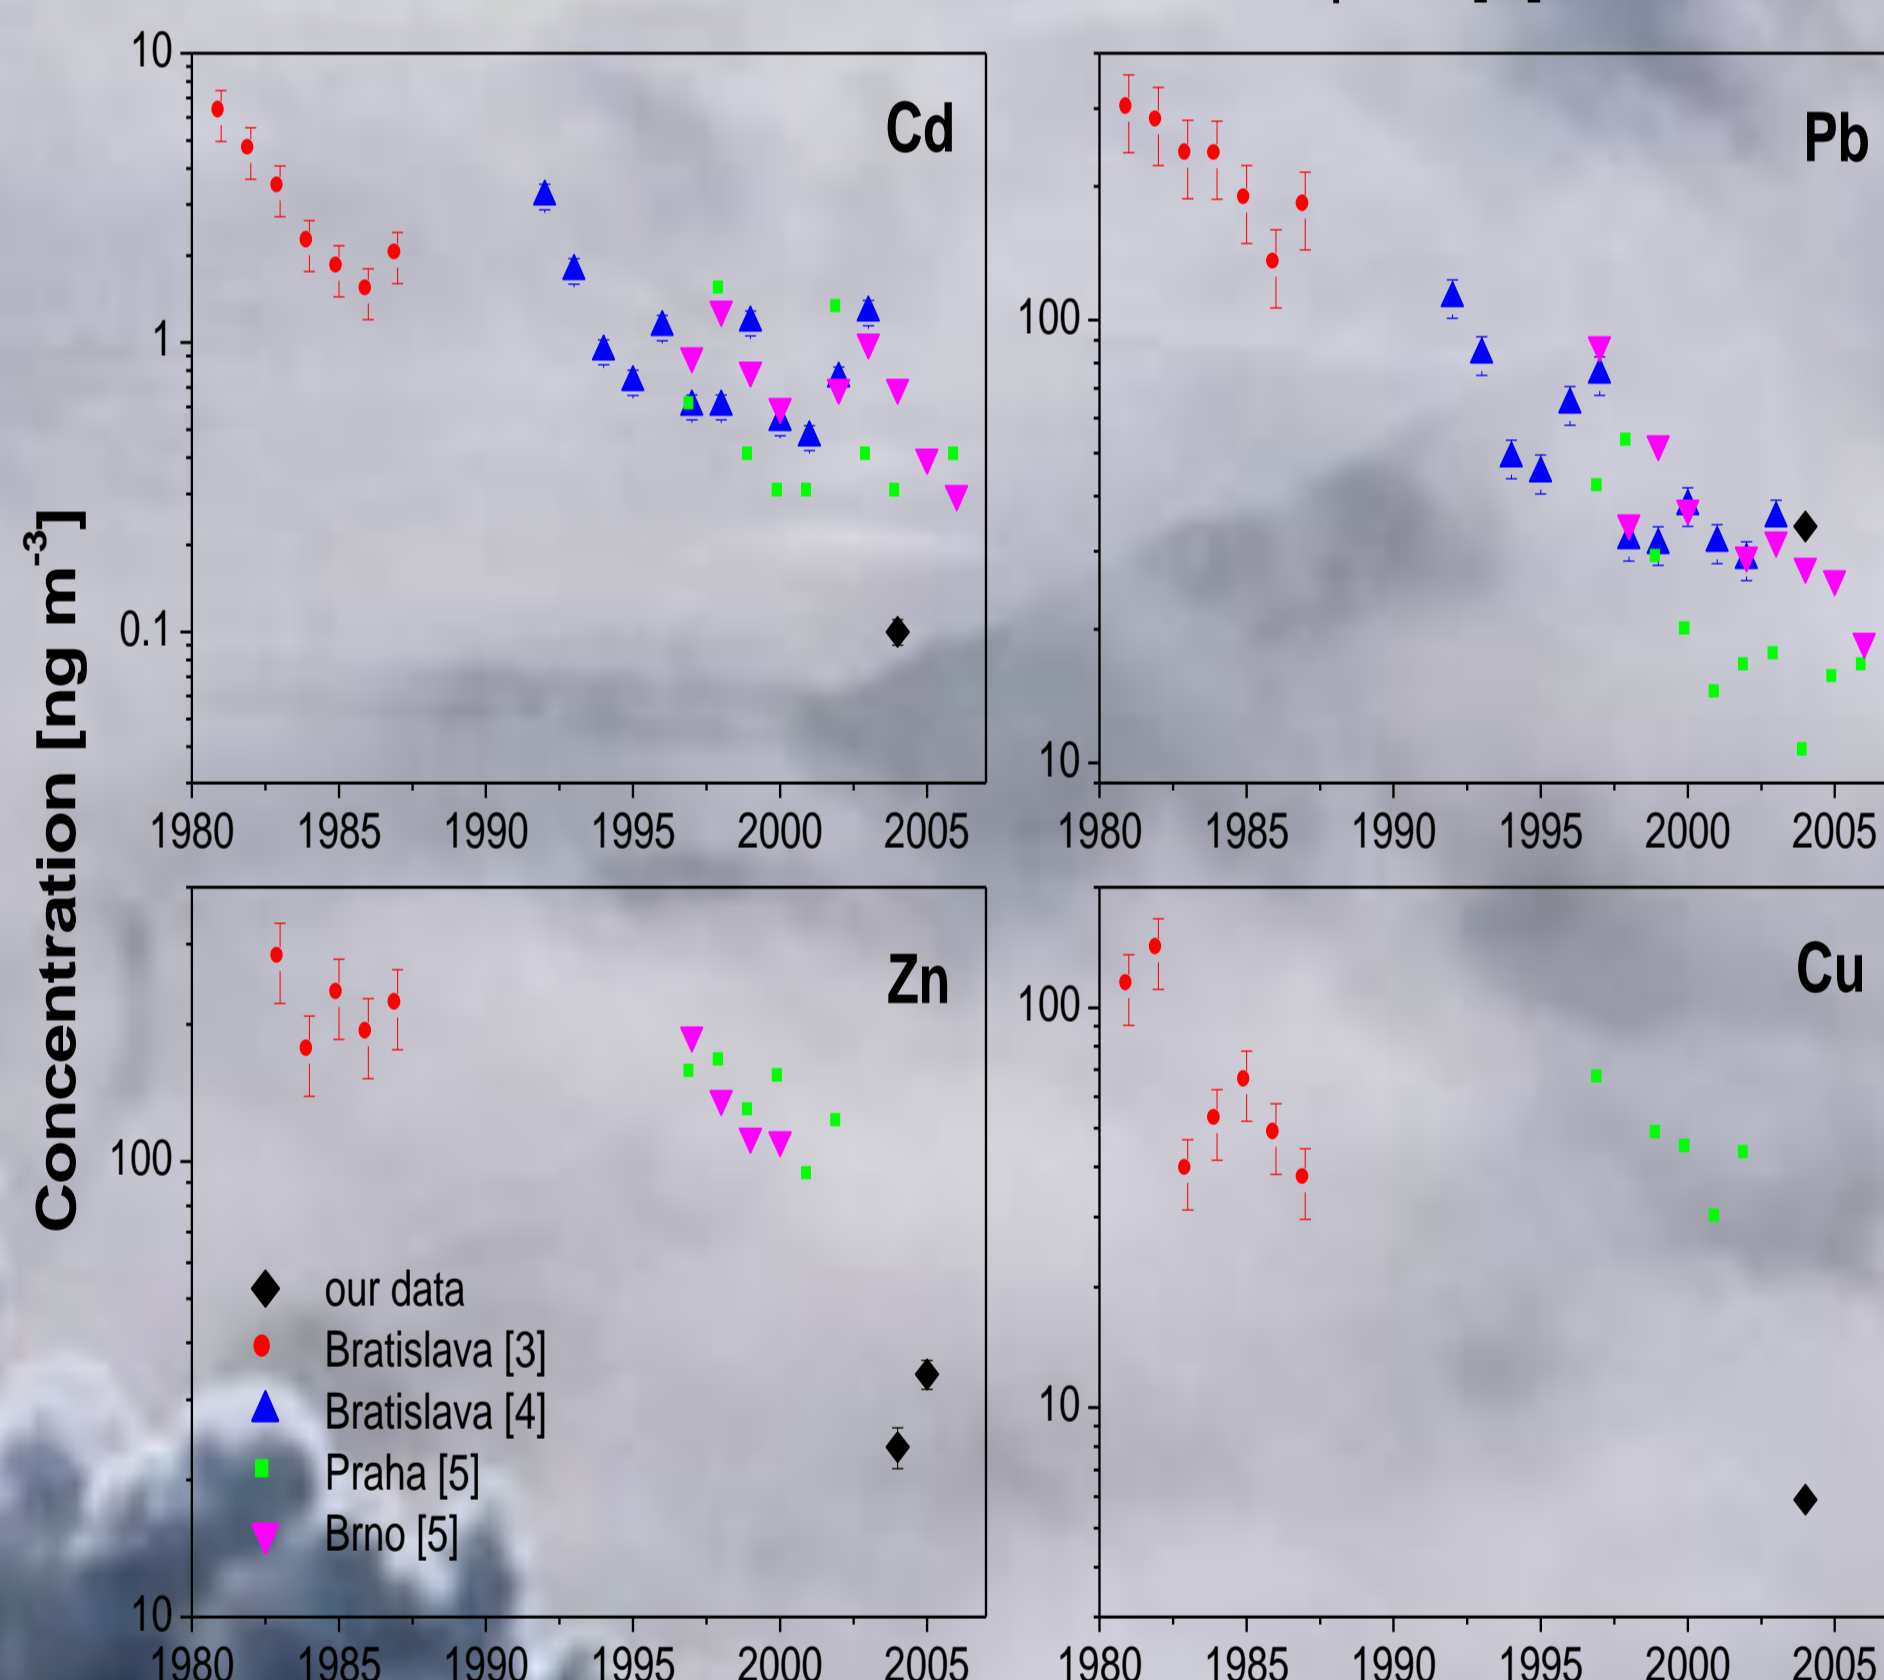 Concentration [ng m-3]
10
1
0.1
Cd
1980 1985 1990 1995 2000 2005
100
10
Pb
1980 1985 1990 1995 2000 2005
100
10
Zn
our data
Bratislava [3]
Bratislava [4]
Praha [5]
Brno [5]
1980 1985 1990 1995 2000 2005
100
10
Cu
1980 1985 1990 1995 2000 2005